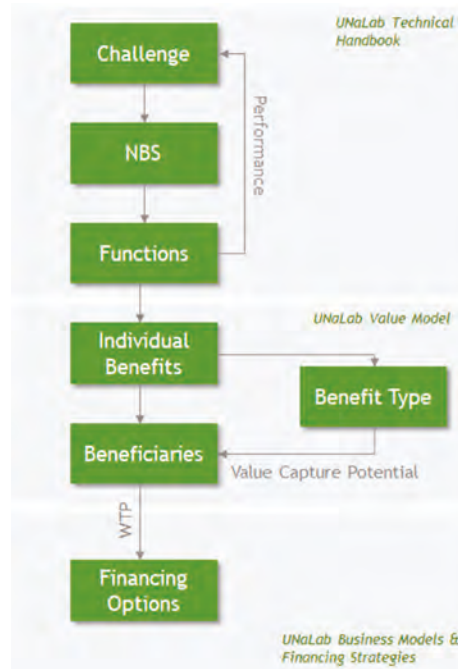 UNaLab Technical
Handbook
Challenge
Performance
NBS
Functions
UNaLab Value Model
Individual
Benefits
Benefit Type
Beneficiaries
Value Capture Potential
WTP
Financing
Options
UNaLab Business Models &
Financing Strategies